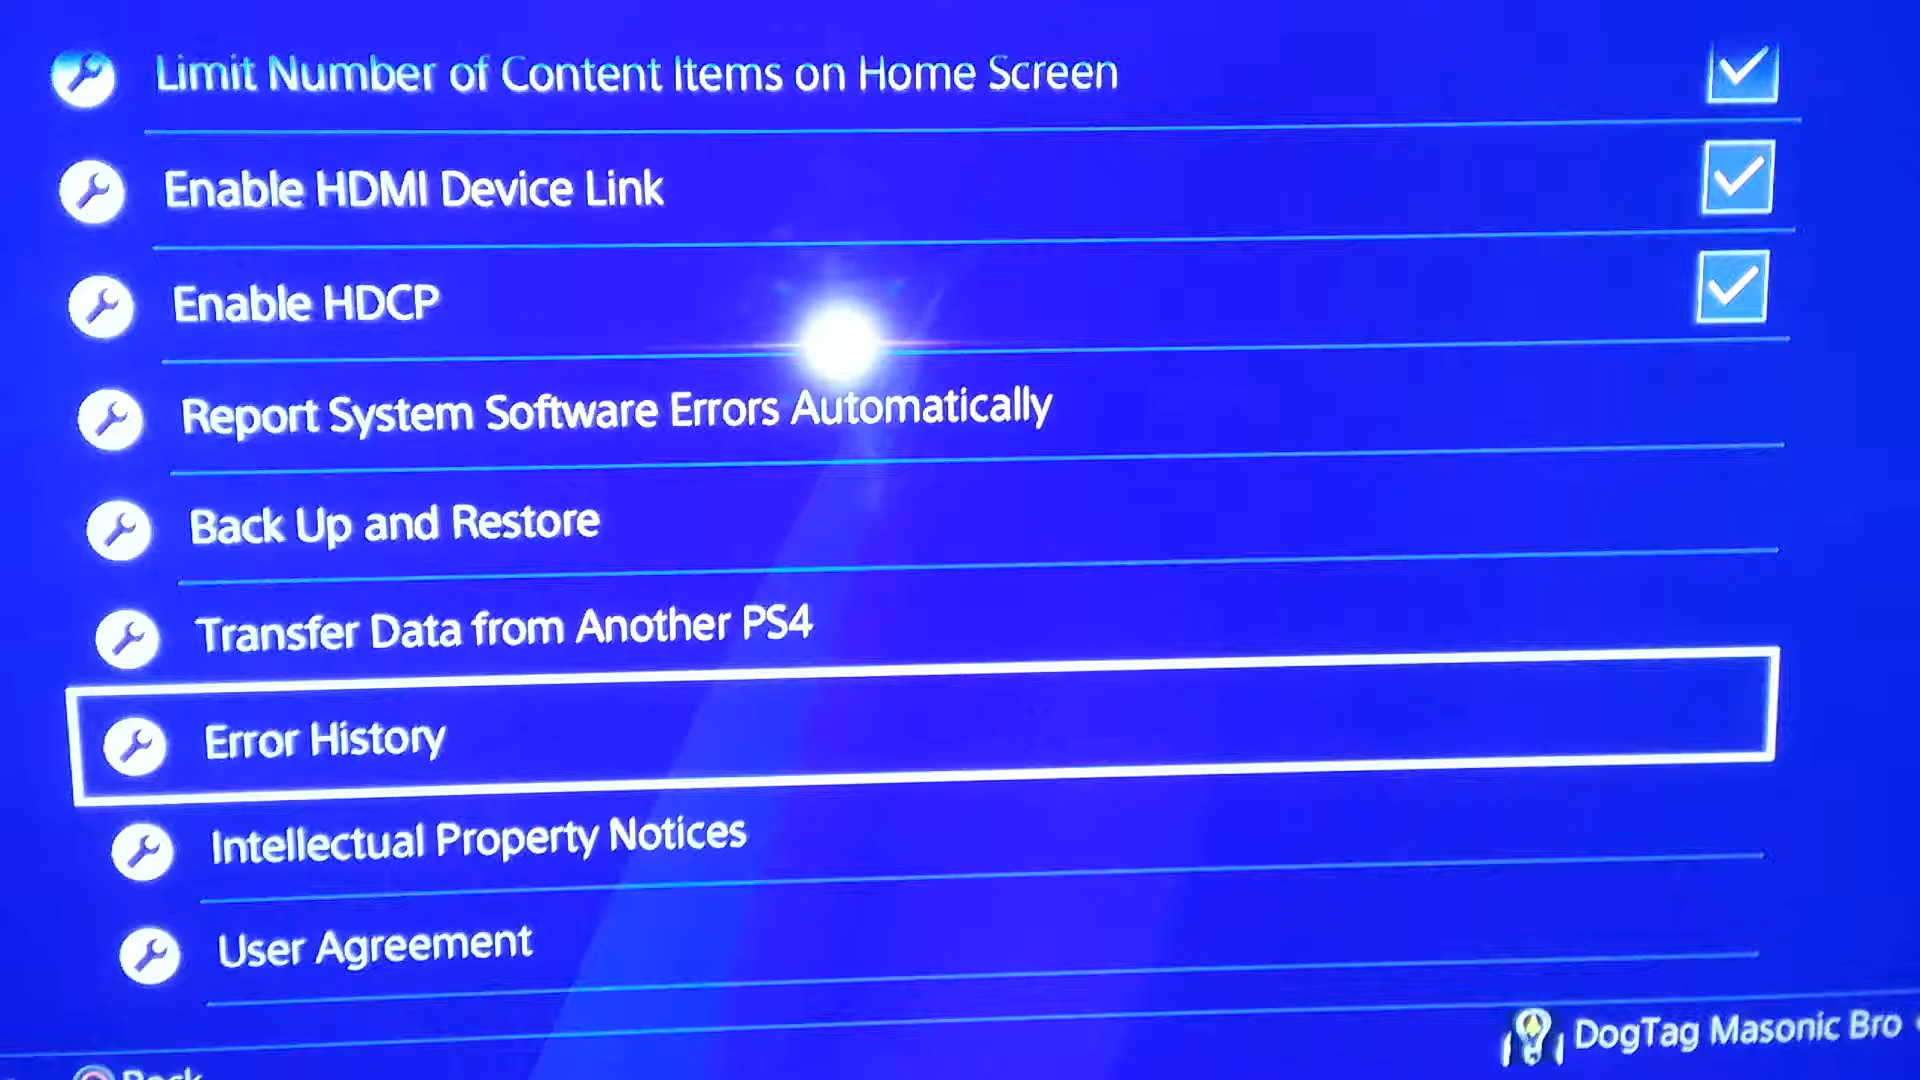 Limit Number of Content Items on Home Screen
Enable HDMI Device Link
Enable HDCP
Report System Software Errors Automatically
Back Up and Restore
Transfer Data from Another PS4
Error History
Intellectual Property Notices
User Agreement
DogTag Masonic Bro
Back